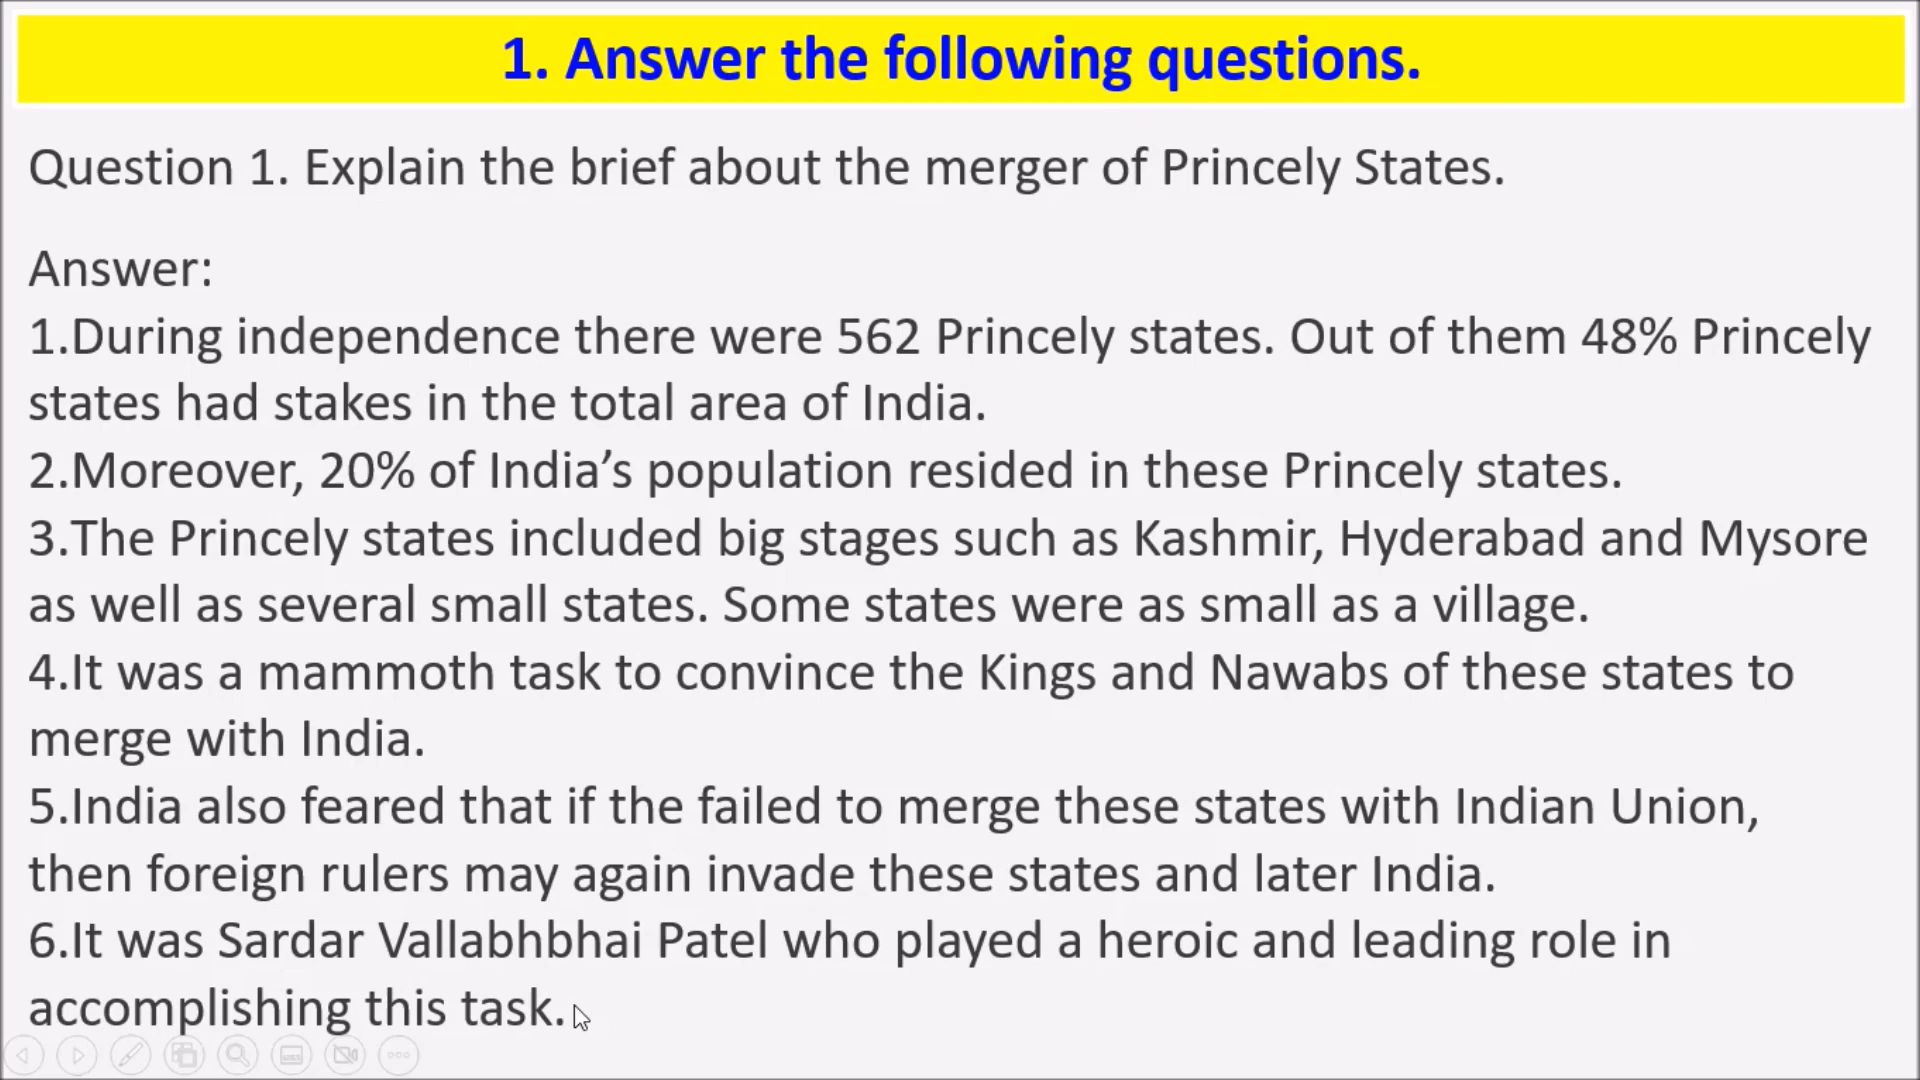 1. Answer the following questions.
Question 1. Explain the brief about the merger of Princely States.
Answer:
1.During independence there were 562 Princely states. Out of them 48% Princely
states had stakes in the total area of India.
2.Moreover, 20% of India’s population resided in these Princely states.
3.The Princely states included big stages such as Kashmir, Hyderabad and Mysore
as well as several small states. Some states were as small as a village.
4.It was a mammoth task to convince the Kings and Nawabs of these states to
merge with India.
5.India also feared that if the failed to merge these states with Indian Union,
then foreign rulers may again invade these states and later India.
6.It was Sardar Vallabhbhai Patel who played a heroic and leading role in
accomplishing this task.